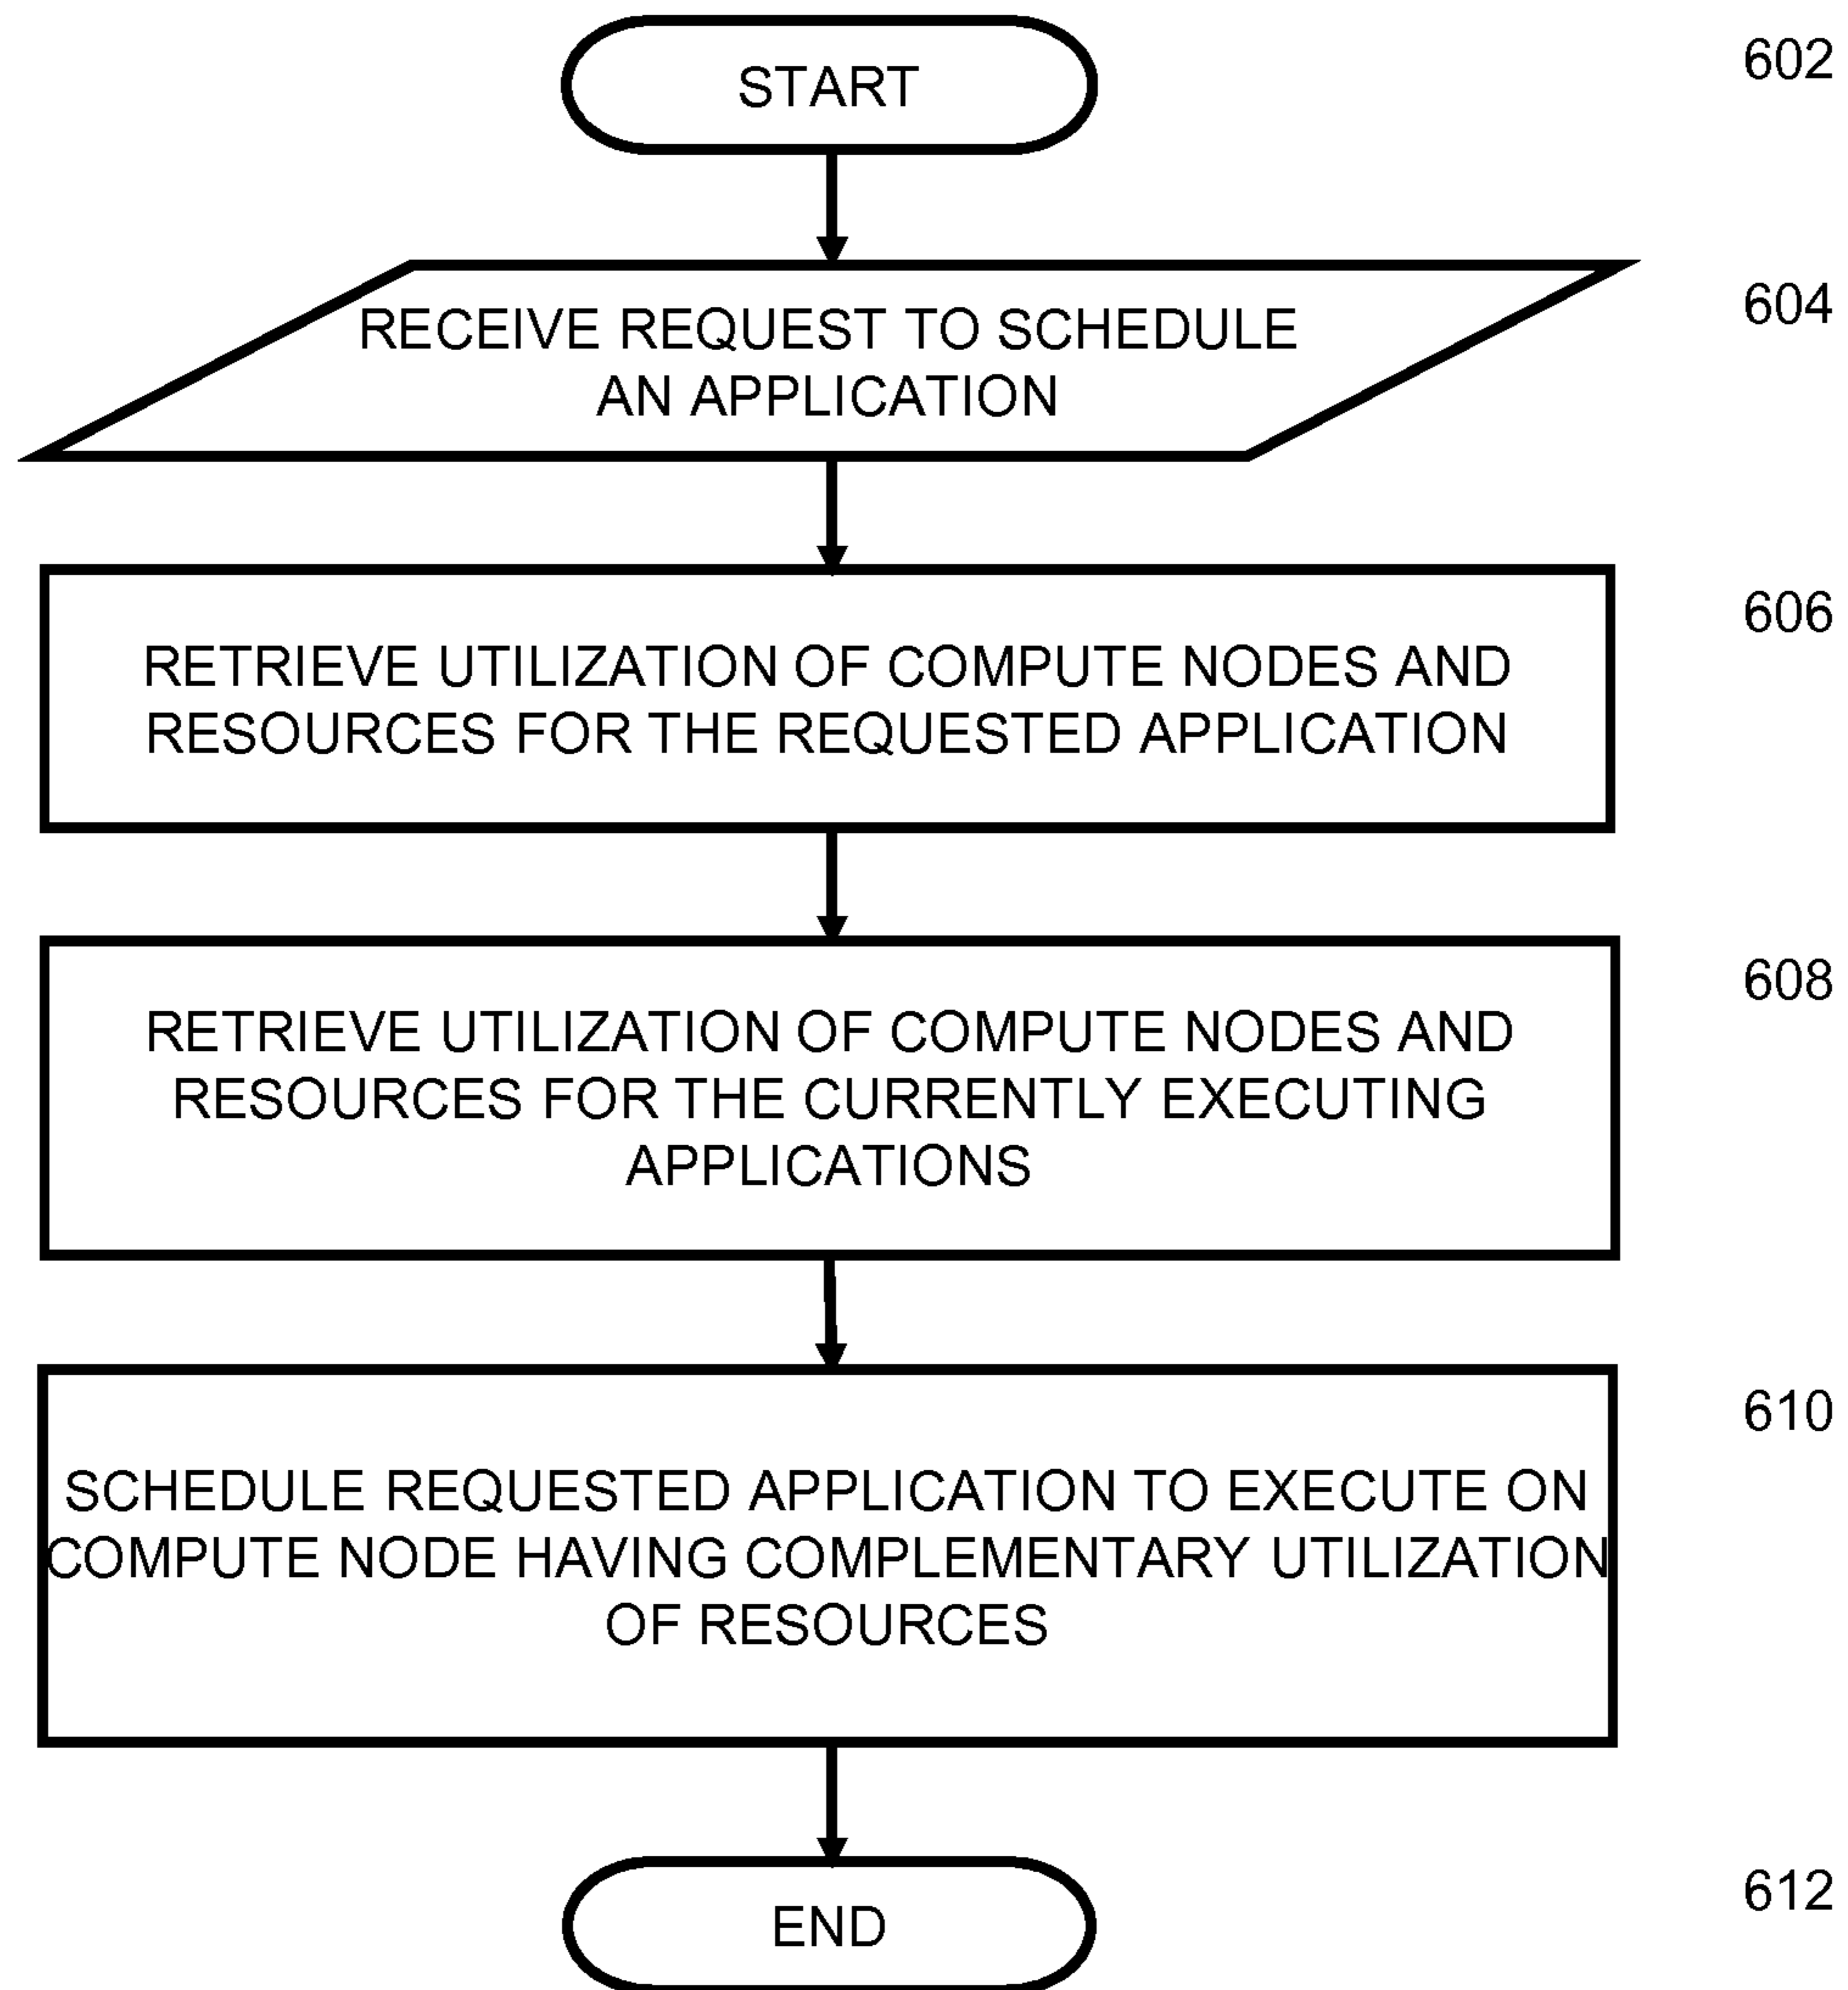 START
602
RECEIVE REQUEST TO SCHEDULE
AN APPLICATION
604
RETRIEVE UTILIZATION OF COMPUTE NODES AND
RESOURCES FOR THE REQUESTED APPLICATION
606
RETRIEVE UTILIZATION OF COMPUTE NODES AND
RESOURCES FOR THE CURRENTLY EXECUTING
APPLICATIONS
608
SCHEDULE REQUESTED APPLICATION TO EXECUTE ON
COMPUTE NODE HAVING COMPLEMENTARY UTILIZATION
OF RESOURCES
610
END
612